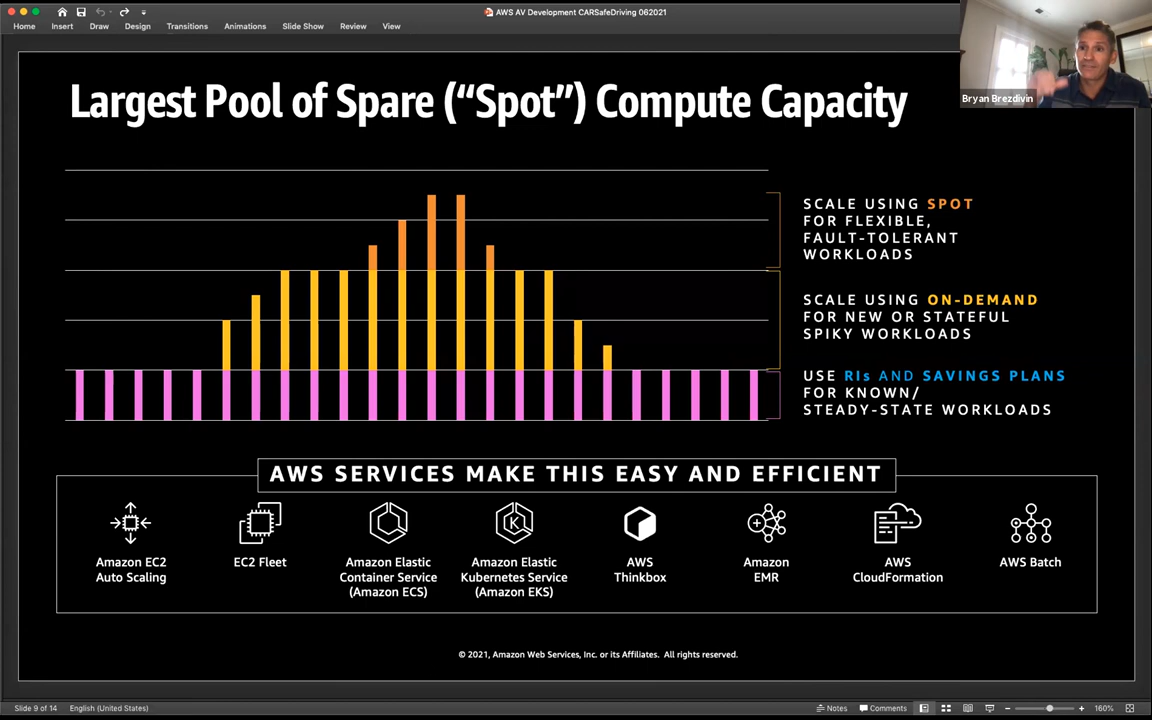 AWS AV Development CARSafeDriving 062021
Home Insert Draw Design Transitions Animations Slide Show Review View
Bryan Brezdivin
Largest Pool of Spare (“Spot”) Compute Capacity
SCALE USING SPOT
FOR FLEXIBLE,
FAULT-TOLERANT
WORKLOADS
SCALE USING ON-DEMAND
FOR NEW OR STATEFUL
SPIKY WORKLOADS
USE RIs AND SAVINGS PLANS
FOR KNOWN/
STEADY-STATE WORKLOADS
AWS SERVICES MAKE THIS EASY AND EFFICIENT
Amazon EC2
Auto Scaling
EC2 Fleet
Amazon Elastic
Container Service
(Amazon ECS)
K
Amazon Elastic
Kubernetes Service
(Amazon EKS)
AWS
Thinkbox
Amazon
EMR
AWS
CloudFormation
AWS Batch
© 2021, Amazon Web Services, Inc. or its Affiliates. All rights reserved.
Slide 9 of 14 English (United States) Notes Comments 160%